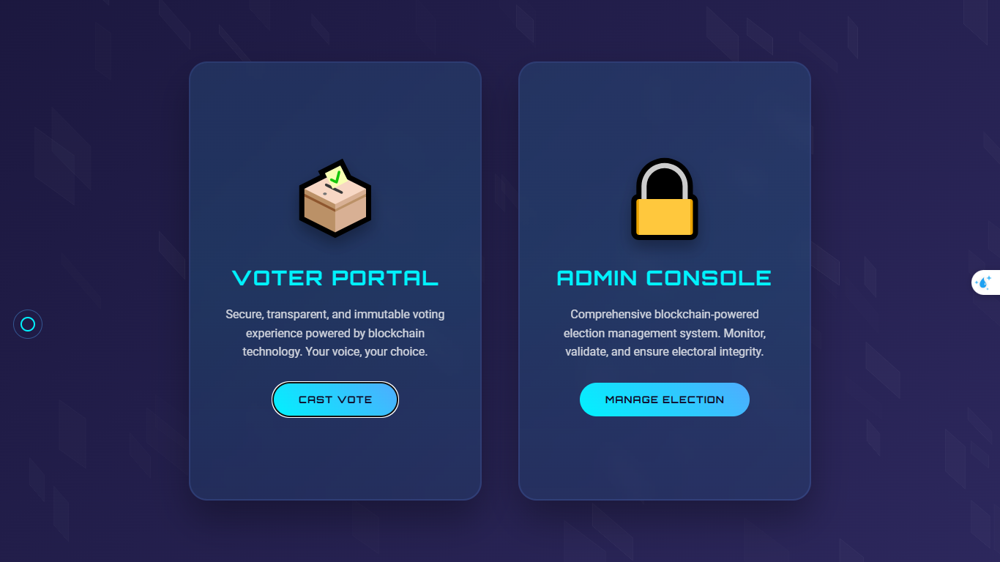 VOTER PORTAL
Secure, transparent, and immutable voting
experience powered by blockchain
technology. Your voice, your choice.
CAST VOTE
ADMIN CONSOLE
Comprehensive blockchain-powered
election management system. Monitor,
validate, and ensure electoral integrity.
MANAGE ELECTION